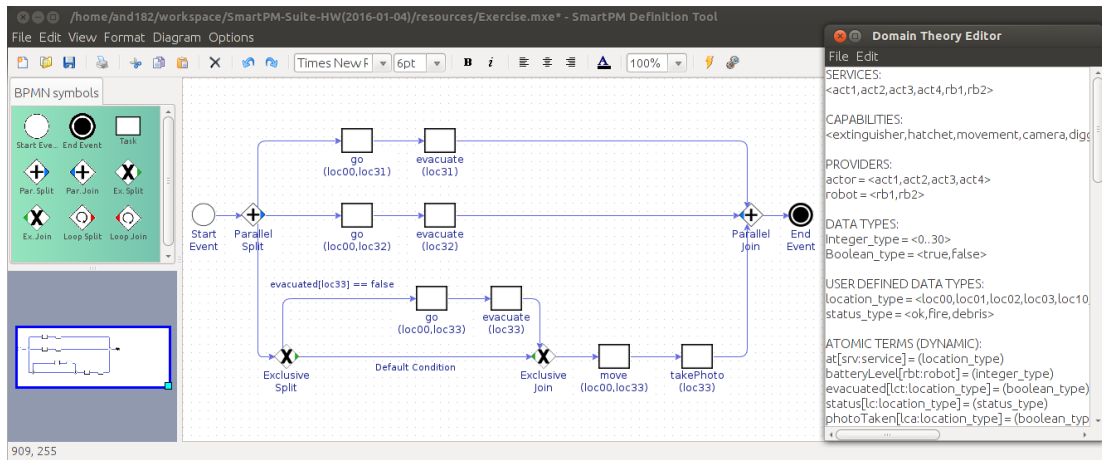 /home/and182/workspace/SmartPM-Suite-HW(2016-01-04)/resources/Exercise.mxe* - SmartPM Definition Tool
File Edit View Format Diagram Options
Times New F
6pt
B
i
A
100%
BPMN symbols
Start Eve...
End Event
Task
Par. Split
Par.Join
Ex. Split
Ex.Join
Loop Split
Loop Join
go
(loc00,loc31)
evacuate
(loc31)
Start
Event
Parallel
Split
go
(loc00,loc32)
evacuate
(loc32)
Parallel
Join
End
Event
evacuated[loc33] == false
go
(loc00,loc33)
evacuate
(loc33)
Exclusive
Split
Default Condition
Exclusive
Join
move
(loc00,loc33)
takePhoto
(loc33)
909, 255
Domain Theory Editor
File Edit
SERVICES:
<act1,act2,act3,act4,rb1,rb2>
CAPABILITIES:
<extinguisher,hatchet,movement,camera,digg
PROVIDERS:
actor = <act1,act2,act3,act4>
robot = <rb1,rb2>
DATA TYPES:
Integer_type = <0..30>
Boolean_type = <true,false>
USER DEFINED DATA TYPES:
location_type = <loc00,loc01,loc02,loc03,loc10,
status_type = <ok,fire,debris>
ATOMIC TERMS (DYNAMIC):
at[srv:service] = (location_type)
batteryLevel[rbt:robot] = (integer_type)
evacuated[lct:location_type] = (boolean_type)
status[lc:location_type] = (status_type)
photoTaken[lca:location_type] = (boolean_typ